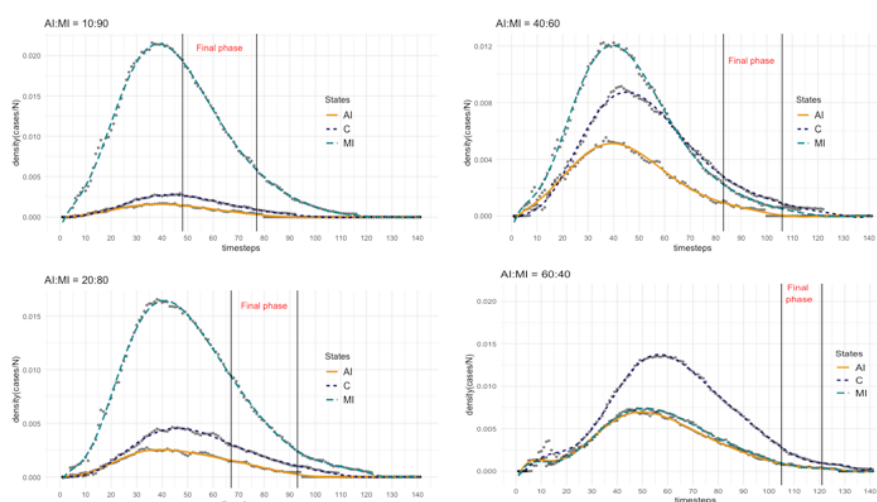 AI:MI = 10:90
0.020
0.015
0.010
0.005
0.000
density(cases/N)
Final phase
States
AI
C
MI
0 10 20 30 40 50 60 70 80 90 100 110 120 130 140
timesteps
AI:MI = 40:60
0.012
0.008
0.004
0.000
density(cases/N)
Final phase
States
AI
C
MI
0 10 20 30 40 50 60 70 80 90 100 110 120 130 140
timesteps
AI:MI = 20:80
0.015
0.010
0.005
0.000
density(cases/N)
Final phase
States
AI
C
MI
0 10 20 30 40 50 60 70 80 90 100 110 120 130 140
AI:MI = 60:40
0.020
0.015
0.010
0.005
0.000
density(cases/N)
Final
phase
States
AI
C
MI
0 10 20 30 40 50 60 70 80 90 100 110 120 130 140
timesteps